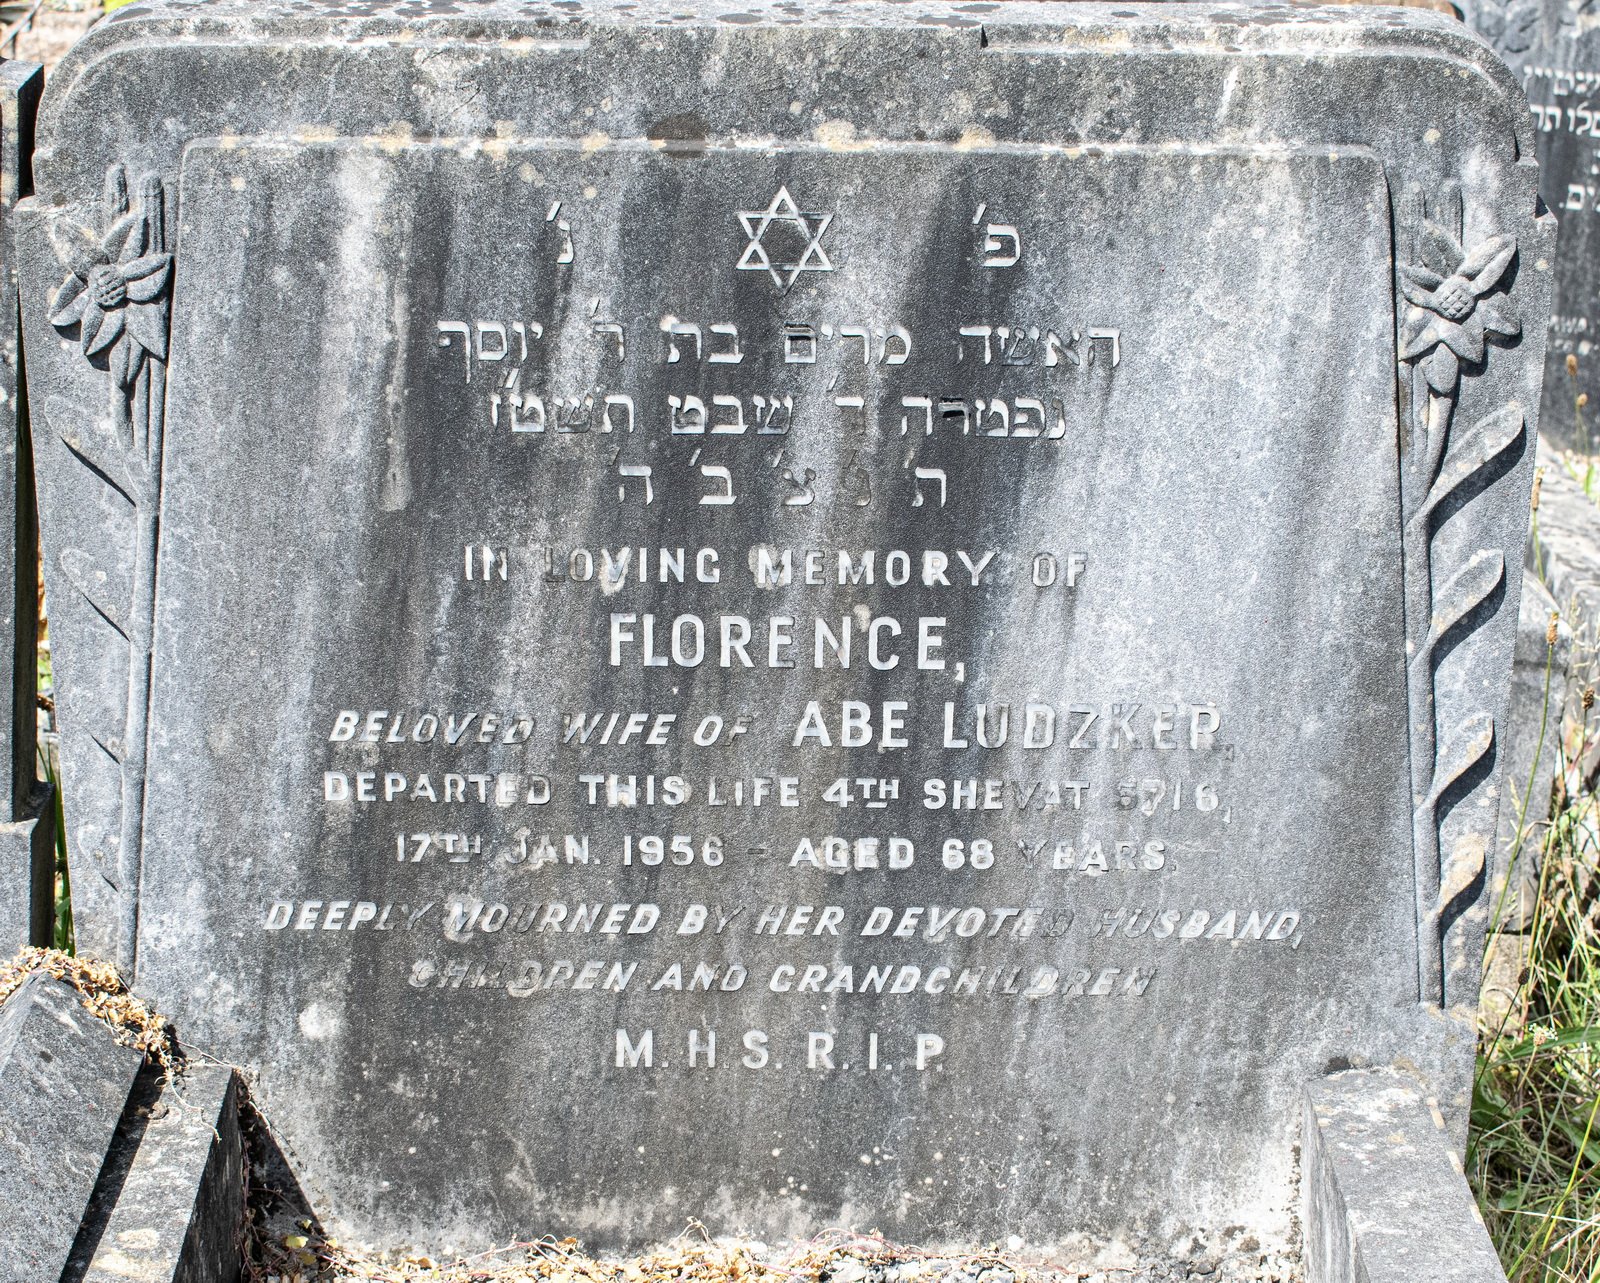 פ' נ'
האשה מרים בת ר' יוסף
נפטרה ד' שבט תשט'ז
ת' נ' צ' ב' ה'
IN LOVING MEMORY OF
FLORENCE,
BELOVED WIFE OF ABE LUDZKER,
DEPARTED THIS LIFE 4TH SHEVAT 5716,
17TH JAN. 1956 - AGED 68 YEARS.
DEEPLY MOURNED BY HER DEVOTED HUSBAND,
CHILDREN AND GRANDCHILDREN
M.H.S.R.I.P.